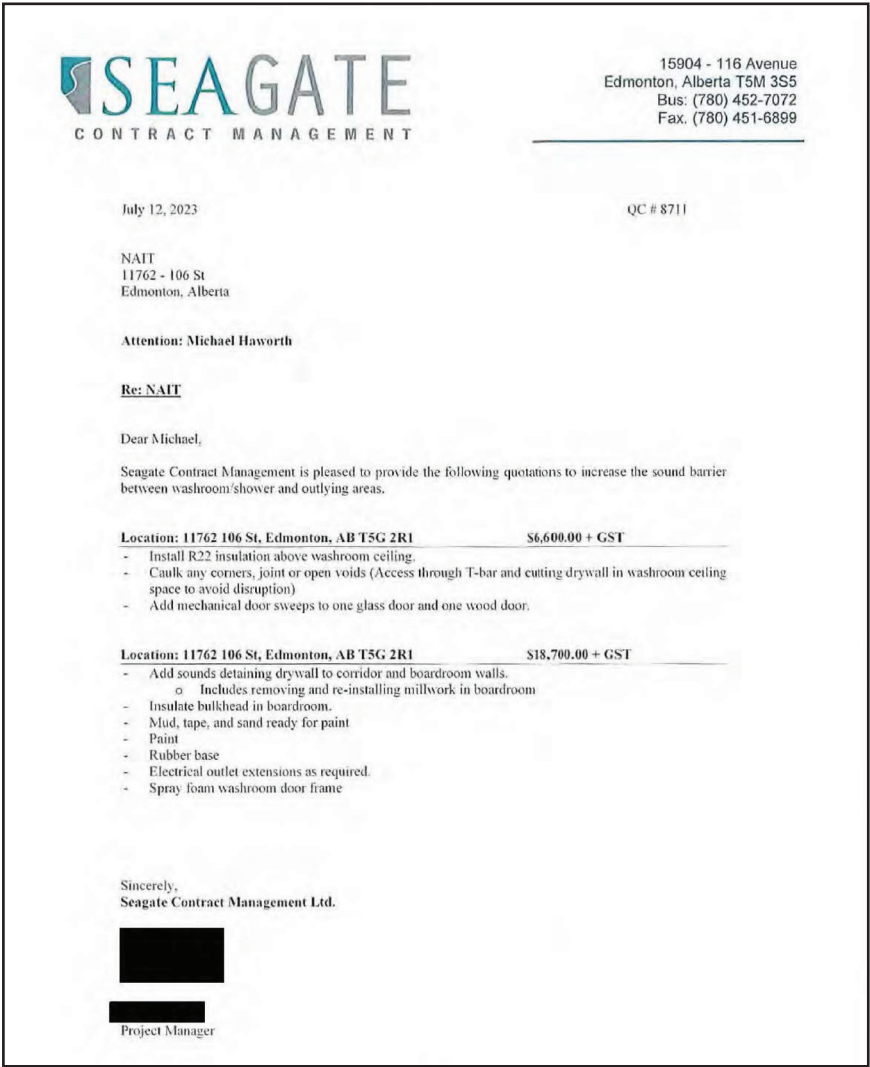 SEAGATE
CONTRACT MANAGEMENT
15904 - 116 Avenue
Edmonton, Alberta T5M 3S5
Bus: (780) 452-7072
Fax. (780) 451-6899
July 12, 2023
QC # 8711
NAIT
11762 - 106 St
Edmonton, Alberta
Attention: Michael Haworth
Re: NAIT
Dear Michael,
Seagate Contract Management is pleased to provide the following quotations to increase the sound barrier
between washroom/shower and outlying areas.
Location: 11762 106 St, Edmonton, AB T5G 2R1 $6,600.00 + GST
- Install R22 insulation above washroom ceiling.
- Caulk any corners, joint or open voids (Access through T-bar and cutting drywall in washroom ceiling
space to avoid disruption)
- Add mechanical door sweeps to one glass door and one wood door.
Location: 11762 106 St, Edmonton, AB T5G 2R1 $18,700.00 + GST
- Add sounds detaining drywall to corridor and boardroom walls.
o Includes removing and re-installing millwork in boardroom
- Insulate bulkhead in boardroom.
- Mud, tape, and sand ready for paint
- Paint
- Rubber base
- Electrical outlet extensions as required.
- Spray foam washroom door frame
Sincerely,
Seagate Contract Management Ltd.
Project Manager